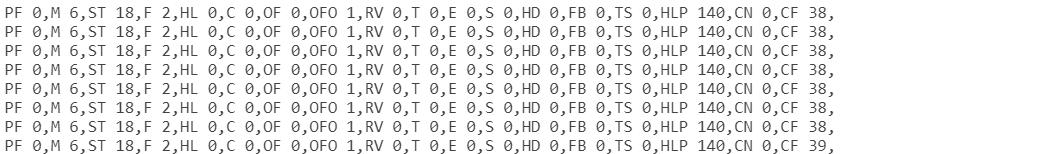 PF 0,M 6,ST 18,F 2,HL 0,C 0,OF 0,OFO 1,RV 0,T 0,E 0,S 0,HD 0,FB 0,TS 0,HLP 140,CN 0,CF 38,
PF 0,M 6,ST 18,F 2,HL 0,C 0,OF 0,OFO 1,RV 0,T 0,E 0,S 0,HD 0,FB 0,TS 0,HLP 140,CN 0,CF 38,
PF 0,M 6,ST 18,F 2,HL 0,C 0,OF 0,OFO 1,RV 0,T 0,E 0,S 0,HD 0,FB 0,TS 0,HLP 140,CN 0,CF 38,
PF 0,M 6,ST 18,F 2,HL 0,C 0,OF 0,OFO 1,RV 0,T 0,E 0,S 0,HD 0,FB 0,TS 0,HLP 140,CN 0,CF 38,
PF 0,M 6,ST 18,F 2,HL 0,C 0,OF 0,OFO 1,RV 0,T 0,E 0,S 0,HD 0,FB 0,TS 0,HLP 140,CN 0,CF 38,
PF 0,M 6,ST 18,F 2,HL 0,C 0,OF 0,OFO 1,RV 0,T 0,E 0,S 0,HD 0,FB 0,TS 0,HLP 140,CN 0,CF 38,
PF 0,M 6,ST 18,F 2,HL 0,C 0,OF 0,OFO 1,RV 0,T 0,E 0,S 0,HD 0,FB 0,TS 0,HLP 140,CN 0,CF 38,
PF 0,M 6,ST 18,F 2,HL 0,C 0,OF 0,OFO 1,RV 0,T 0,E 0,S 0,HD 0,FB 0,TS 0,HLP 140,CN 0,CF 39,